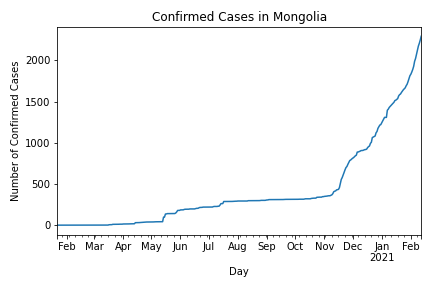 Confirmed Cases in Mongolia
Number of Confirmed Cases
2000
1500
1000
500
0
Feb Mar Apr May Jun Jul Aug Sep Oct Nov Dec Jan Feb
2021
Day